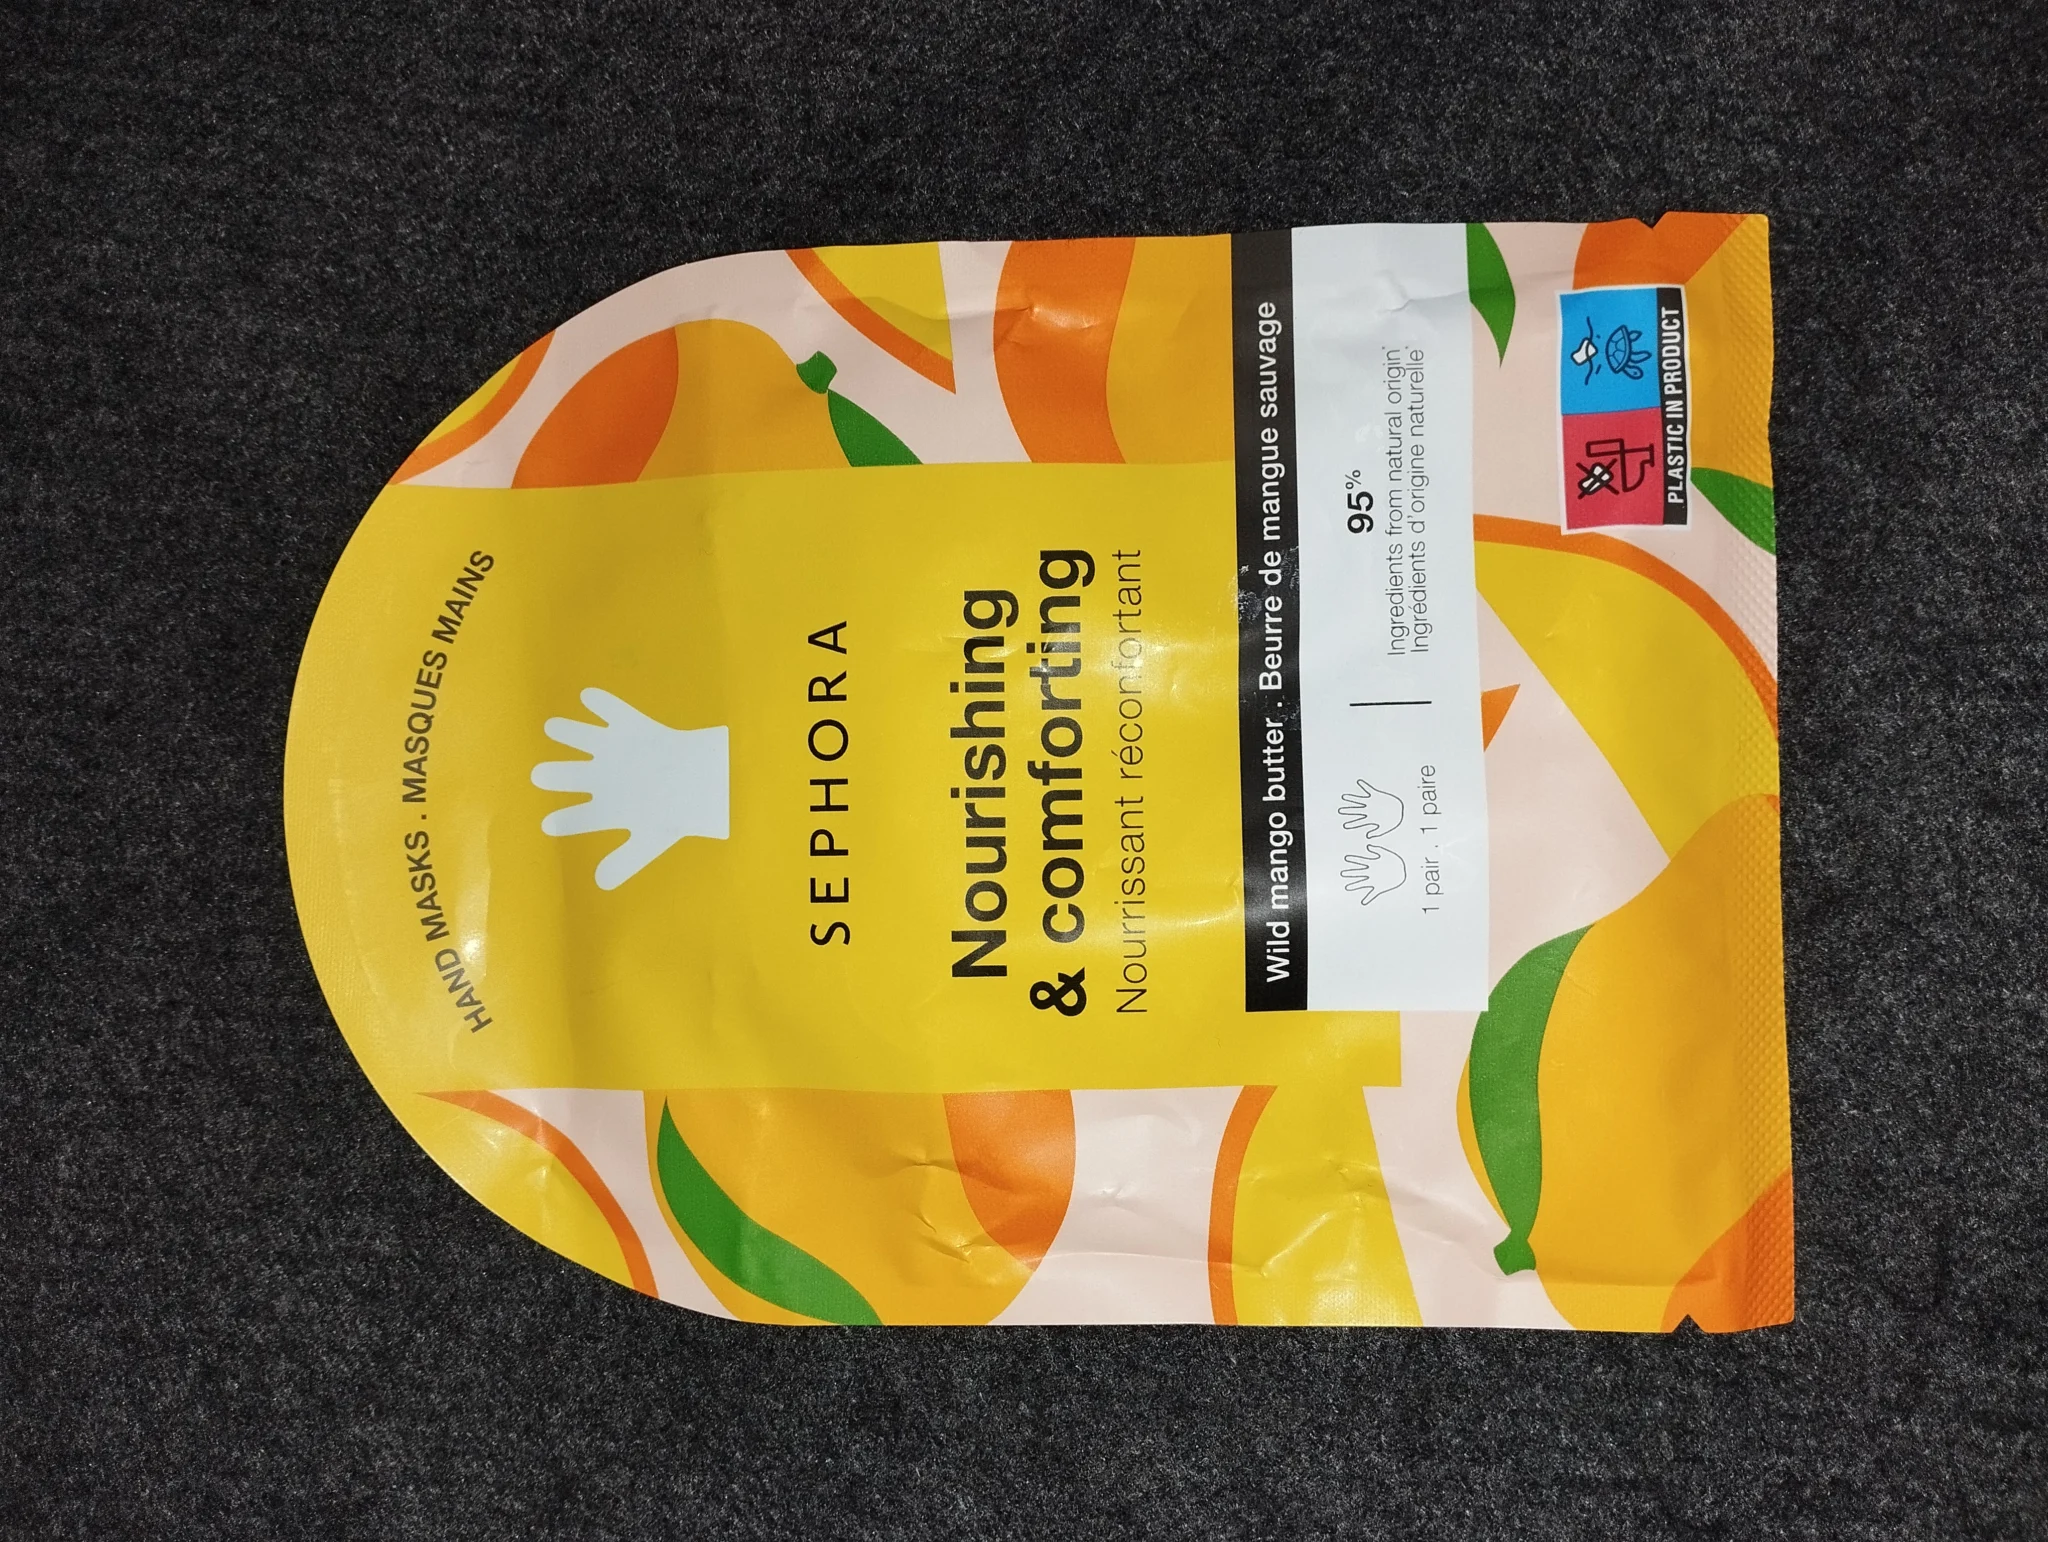 HAND MASKS . MASQUES MAINS
SEPHORA
Nourishing
& comforting
Nourrissant réconfortant
Wild mango butter . Beurre de mangue sauvage
1 pair . 1 paire
95%
Ingredients from natural origin*
Ingrédients d'origine naturelle*
PLASTIC IN PRODUCT